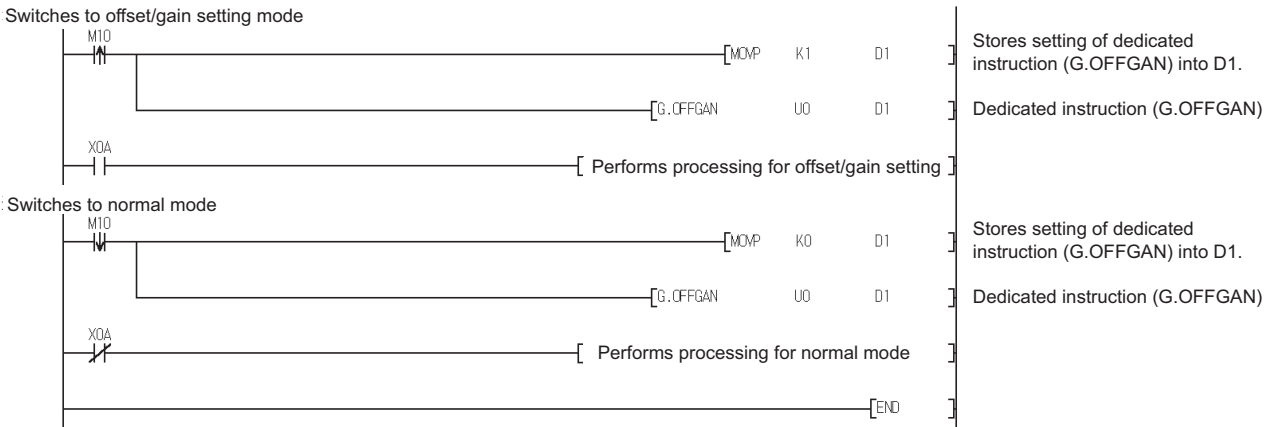 Switches to offset/gain setting mode
M10
MOVP K1 D1
Stores setting of dedicated
instruction (G.OFFGAN) into D1.
G.OFFGAN U0 D1
Dedicated instruction (G.OFFGAN)
X0A
Performs processing for offset/gain setting
Switches to normal mode
M10
MOVP K0 D1
Stores setting of dedicated
instruction (G.OFFGAN) into D1.
G.OFFGAN U0 D1
Dedicated instruction (G.OFFGAN)
X0A
Performs processing for normal mode
END